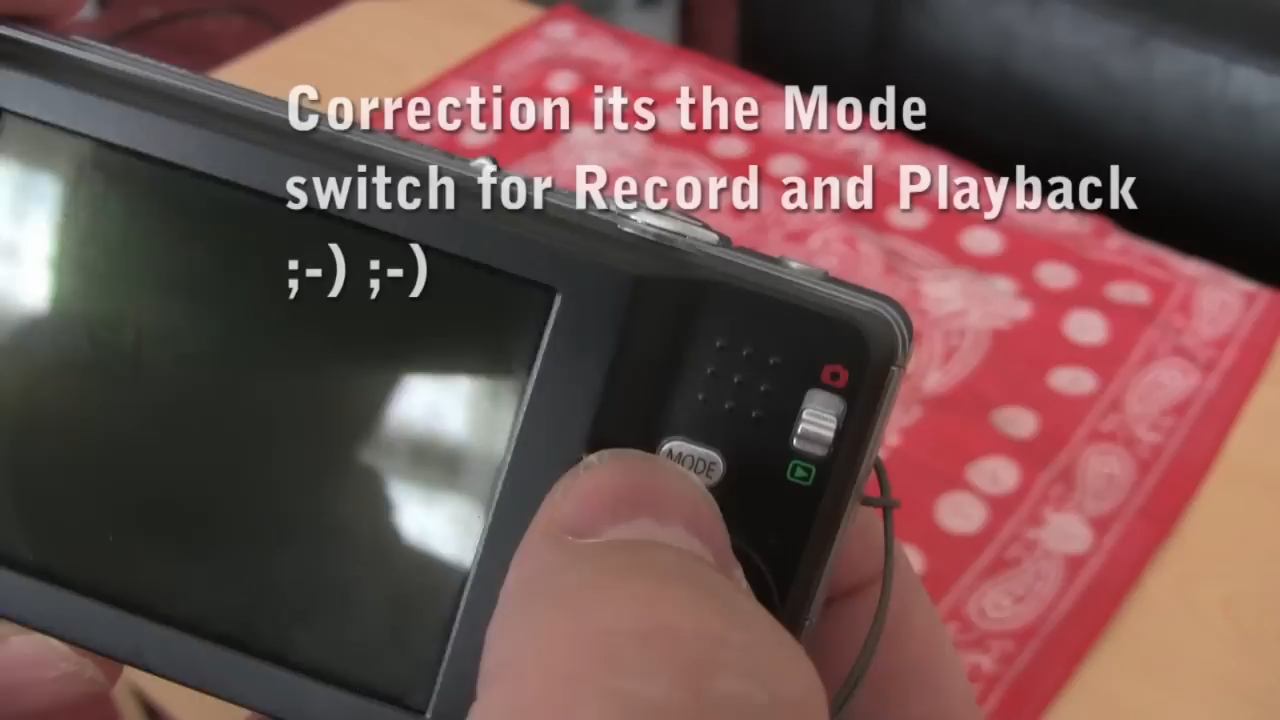 Correction its the Mode
switch for Record and Playback
;-) ;-)
MODE